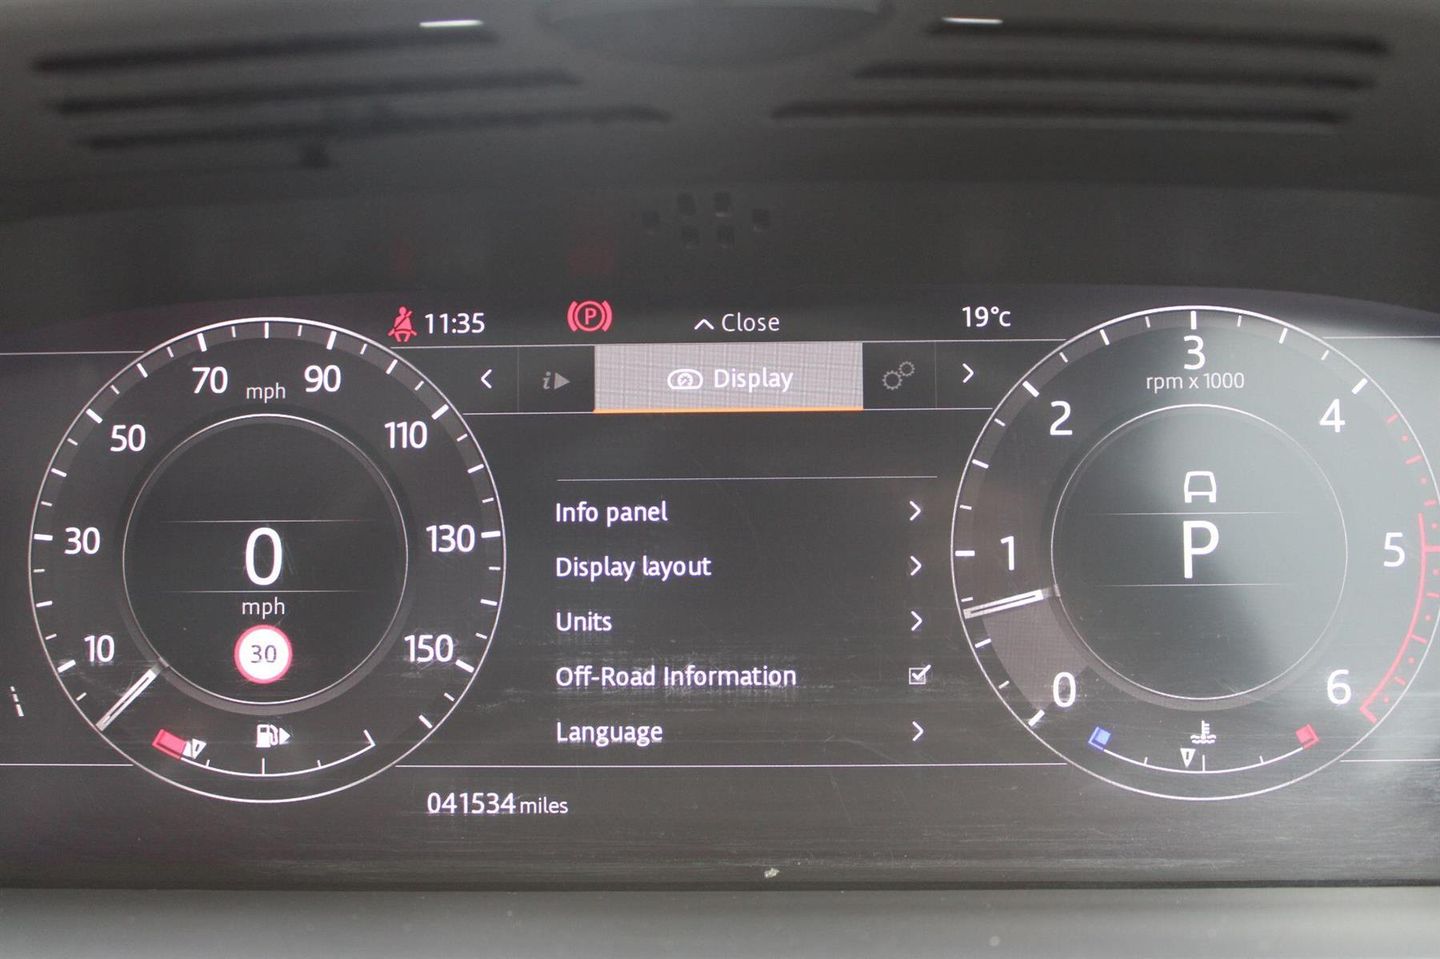 11:35
P
Close
19°C
i
Display
70 mph 90
50
110
30
130
10
150
0
mph
30
Info panel
Display layout
Units
Off-Road Information
Language
3
rpm x 1000
2
4
1
5
0
6
P
041534 miles